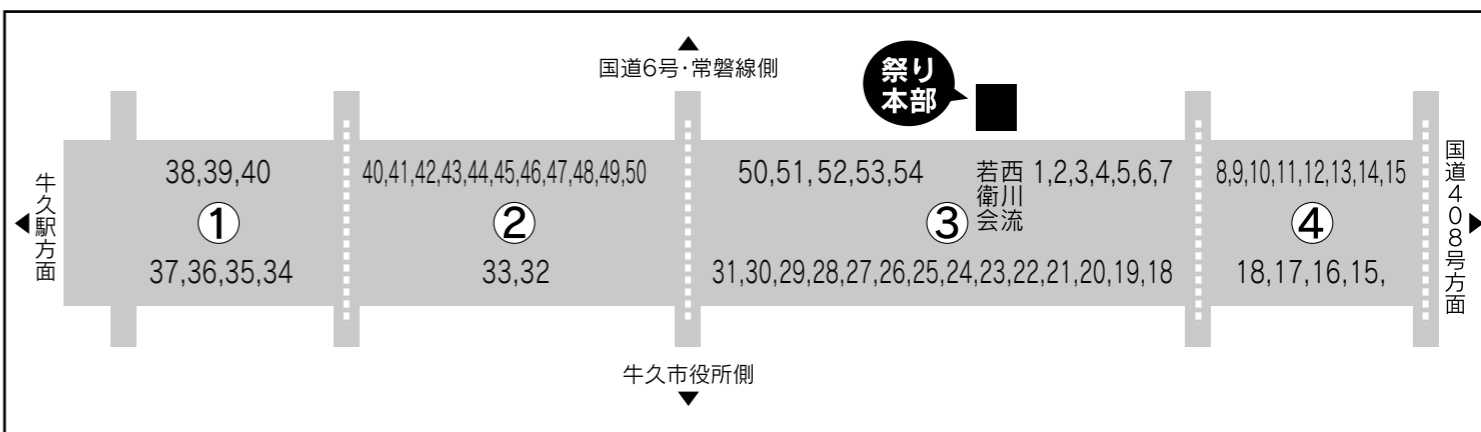 ▲
国道6号・常磐線側
祭り
本部
◀牛久駅方面
38,39,40
①
37,36,35,34
40,41,42,43,44,45,46,47,48,49,50
②
33,32
50,51,52,53,54
西川流
若衛会
1,2,3,4,5,6,7
③
31,30,29,28,27,26,25,24,23,22,21,20,19,18
8,9,10,11,12,13,14,15
④
18,17,16,15,
国道408号方面▶
牛久市役所側
▼